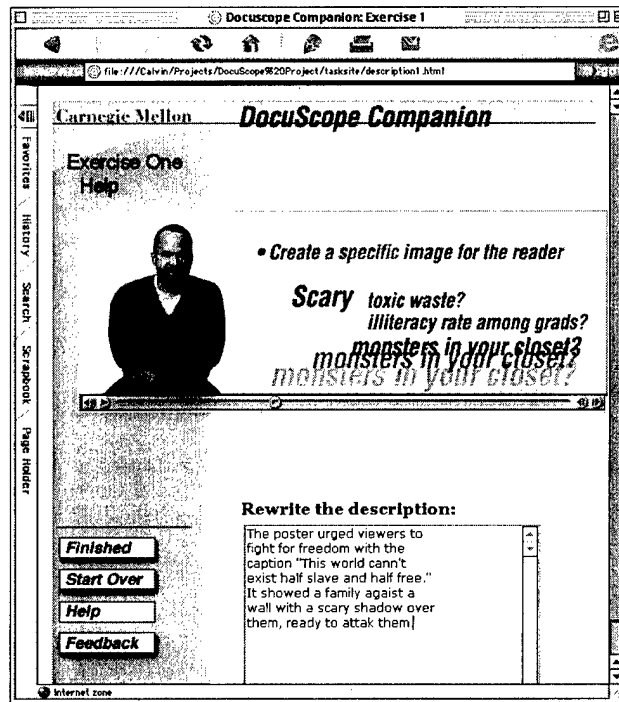 Docuscope Companion: Exercise 1
file:///Calvin/Projects/DocuScope%20Project/tasksite/description1.html
Favorites
History
Search
Scrapbook
Page Holder
Carnegie Mellon
DocuScope Companion
Exercise One
Help
• Create a specific image for the reader
Scary toxic waste?
illiteracy rate among grads?
monsters in your closet?
monsters in your closet?
monsters in your closet?
Rewrite the description:
The poster urged viewers to
fight for freedom with the
caption "This world cann't
exist half slave and half free."
It showed a family agaist a
wall with a scary shadow over
them, ready to attak them
Finished
Start Over
Help
Feedback
Internet zone